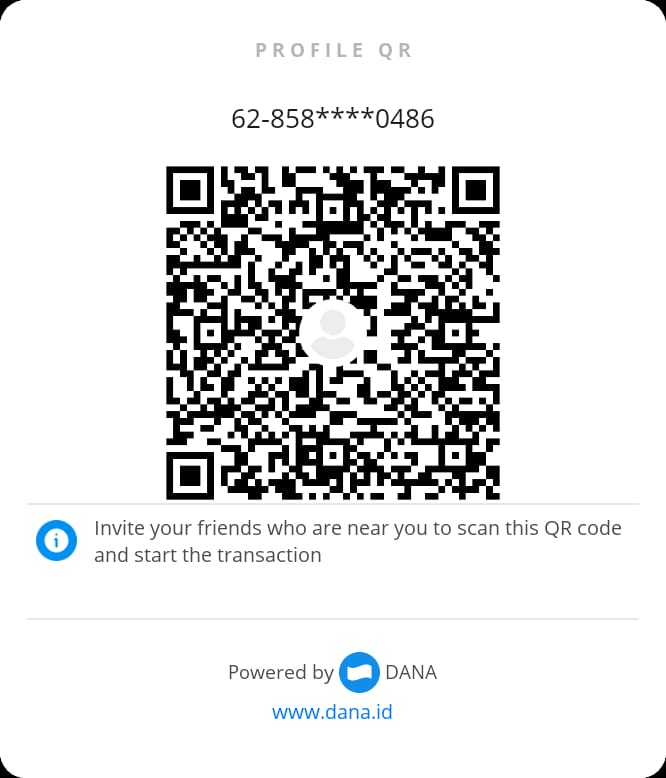 PROFILE QR
62-858****0486
Invite your friends who are near you to scan this QR code
and start the transaction
Powered by DANA
www.dana.id